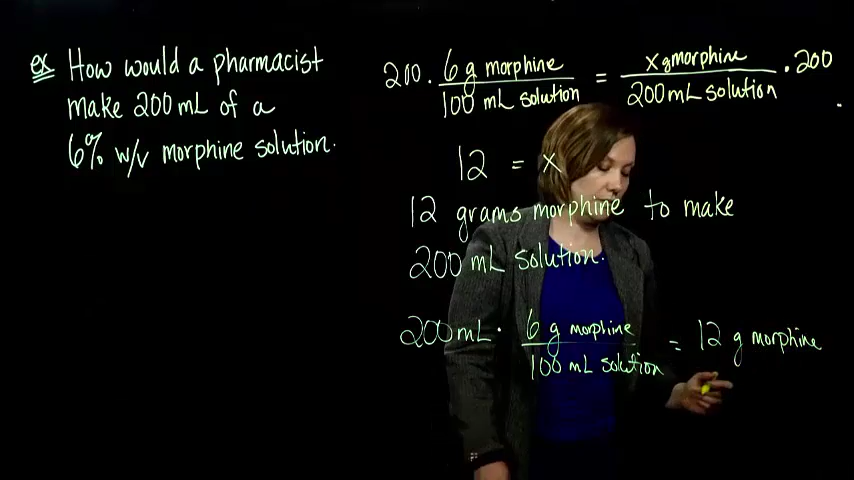 ex How would a pharmacist
make 200 mL of a
6% w/v morphine solution.
200 · 6 g morphine / 100 mL solution = x g morphine / 200 mL solution · 200
12 = x
12 grams morphine to make
200 mL solution.
200 mL · 6 g morphine / 100 mL solution = 12 g morphine